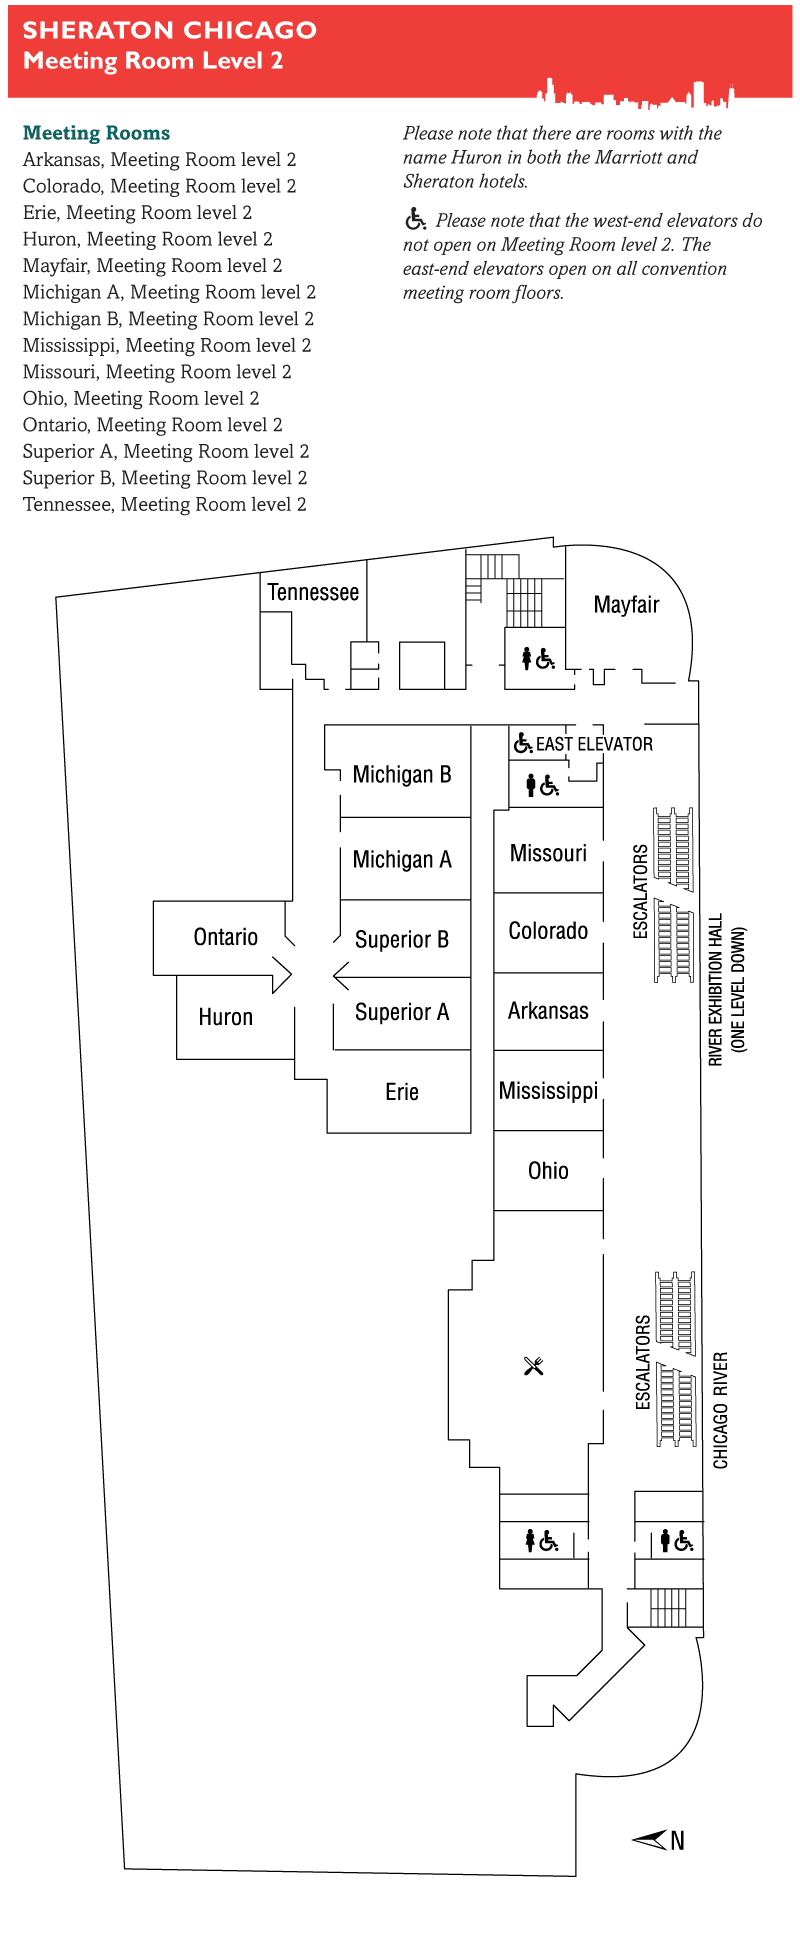 SHERATON CHICAGO
Meeting Room Level 2
Meeting Rooms
Arkansas, Meeting Room level 2
Colorado, Meeting Room level 2
Erie, Meeting Room level 2
Huron, Meeting Room level 2
Mayfair, Meeting Room level 2
Michigan A, Meeting Room level 2
Michigan B, Meeting Room level 2
Mississippi, Meeting Room level 2
Missouri, Meeting Room level 2
Ohio, Meeting Room level 2
Ontario, Meeting Room level 2
Superior A, Meeting Room level 2
Superior B, Meeting Room level 2
Tennessee, Meeting Room level 2
Please note that there are rooms with the
name Huron in both the Marriott and
Sheraton hotels.
Please note that the west-end elevators do
not open on Meeting Room level 2. The
east-end elevators open on all convention
meeting room floors.
Tennessee
Mayfair
EAST ELEVATOR
Michigan B
Michigan A
Missouri
ESCALATORS
Ontario
Superior B
Colorado
RIVER EXHIBITION HALL
(ONE LEVEL DOWN)
Huron
Superior A
Arkansas
Erie
Mississippi
Ohio
ESCALATORS
CHICAGO RIVER
N